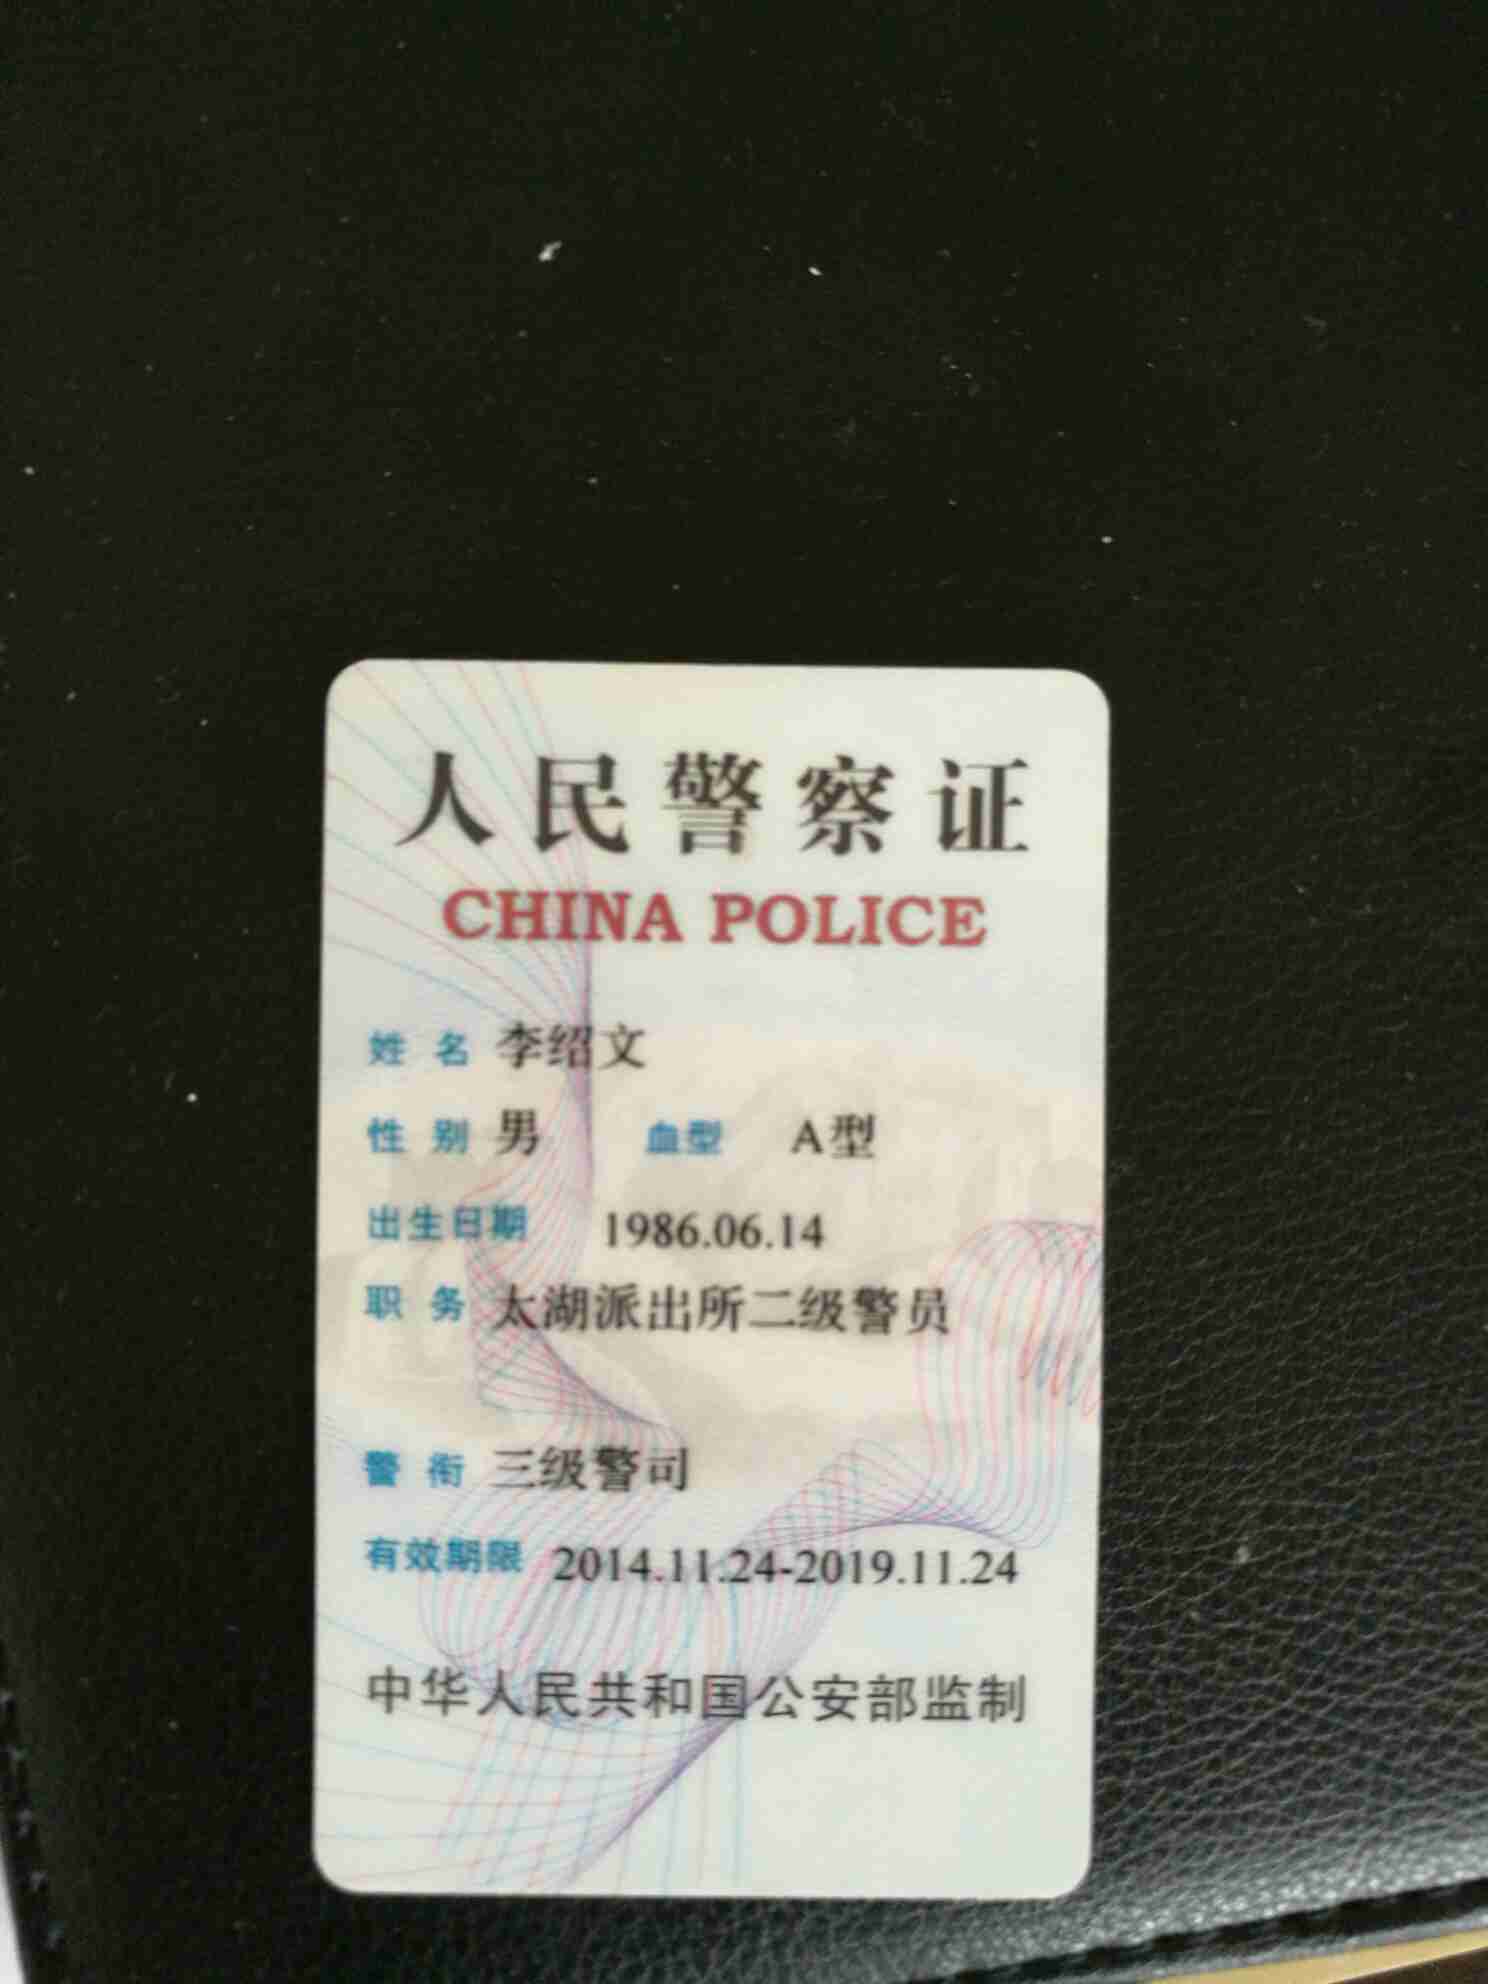 人民警察证
CHINA POLICE
姓 名 李绍文
性 别 男 血型 A型
出生日期 1986.06.14
职 务 太湖派出所二级警员
警 衔 三级警司
有效期限 2014.11.24-2019.11.24
中华人民共和国公安部监制